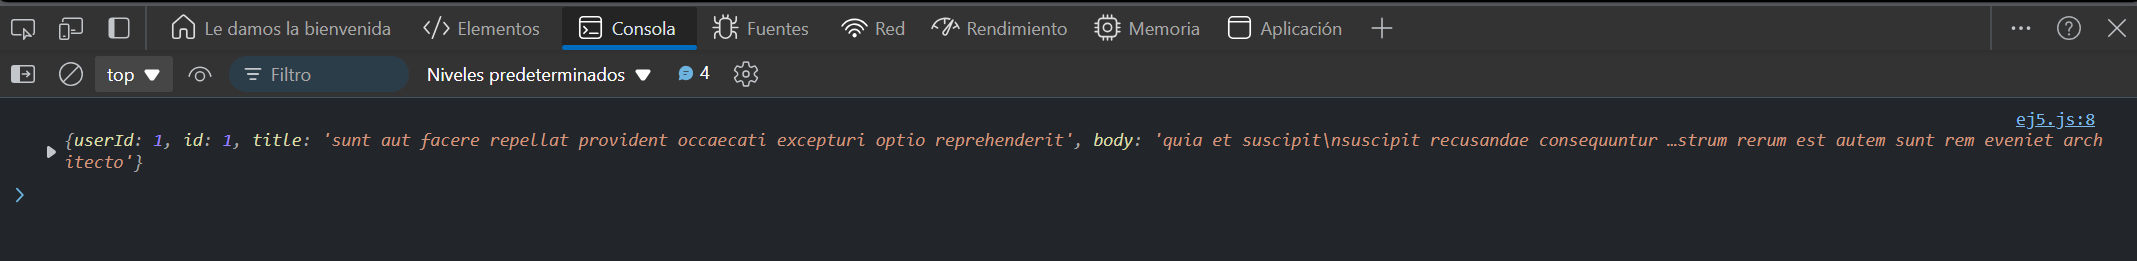 Le damos la bienvenida Elementos Consola Fuentes Red Rendimiento Memoria Aplicación
top Filtro Niveles predeterminados 4
ej5.js:8
{userId: 1, id: 1, title: 'sunt aut facere repellat provident occaecati excepturi optio reprehenderit', body: 'quia et suscipit\nsuscipit recusandae consequuntur …strum rerum est autem sunt rem eveniet arch
itecto'}